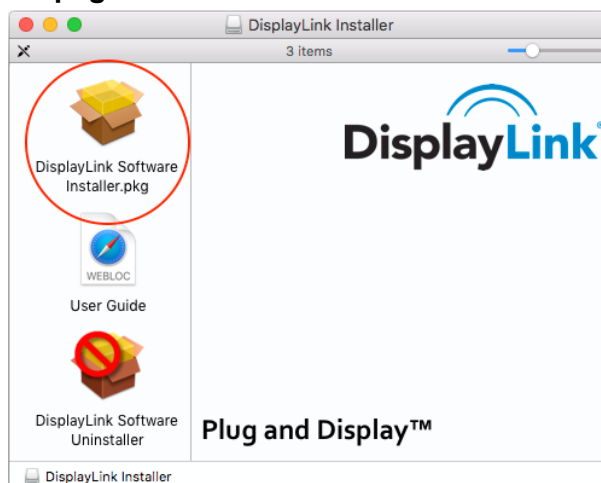 DisplayLink Installer
3 items
DisplayLink®
DisplayLink Software
Installer.pkg
WEBLOC
User Guide
DisplayLink Software
Uninstaller
Plug and Display™
DisplayLink Installer